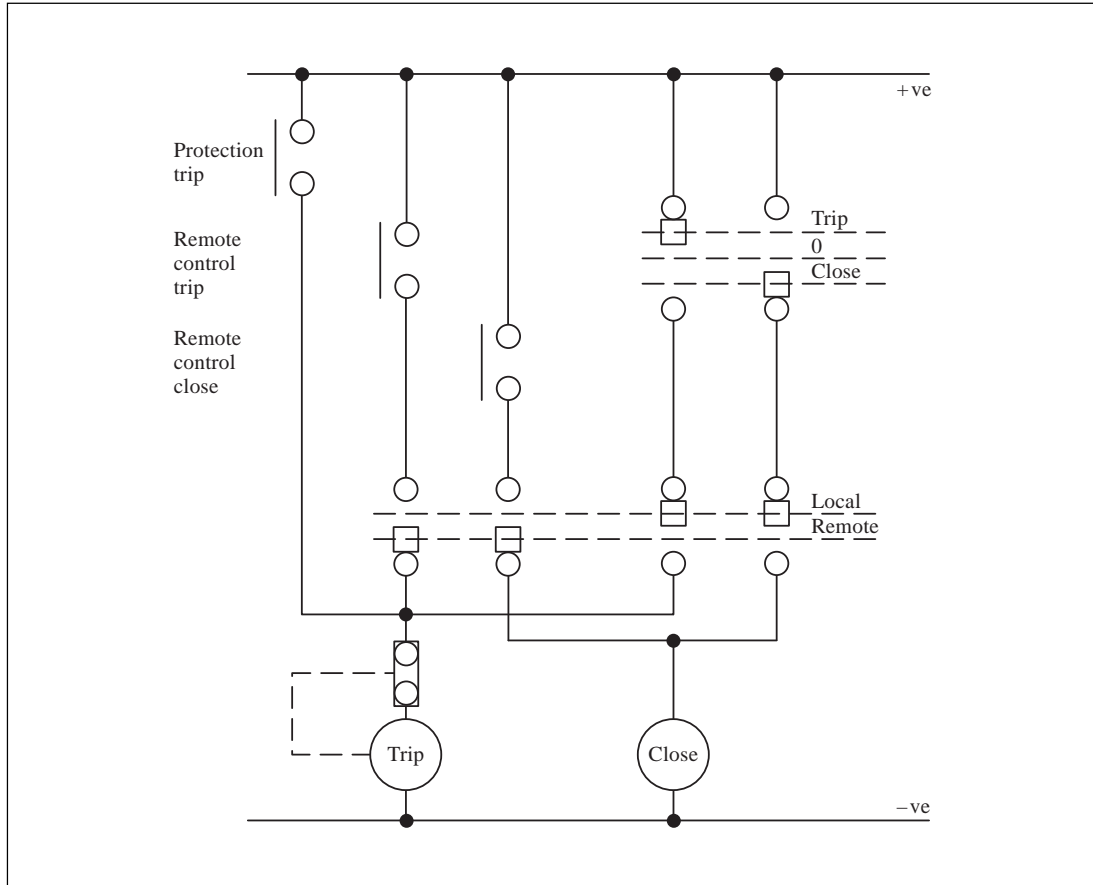 +ve
Protection
trip
Trip
Remote
0
control
Close
trip
Remote
control
close
Local
Remote
Trip
Close
–ve